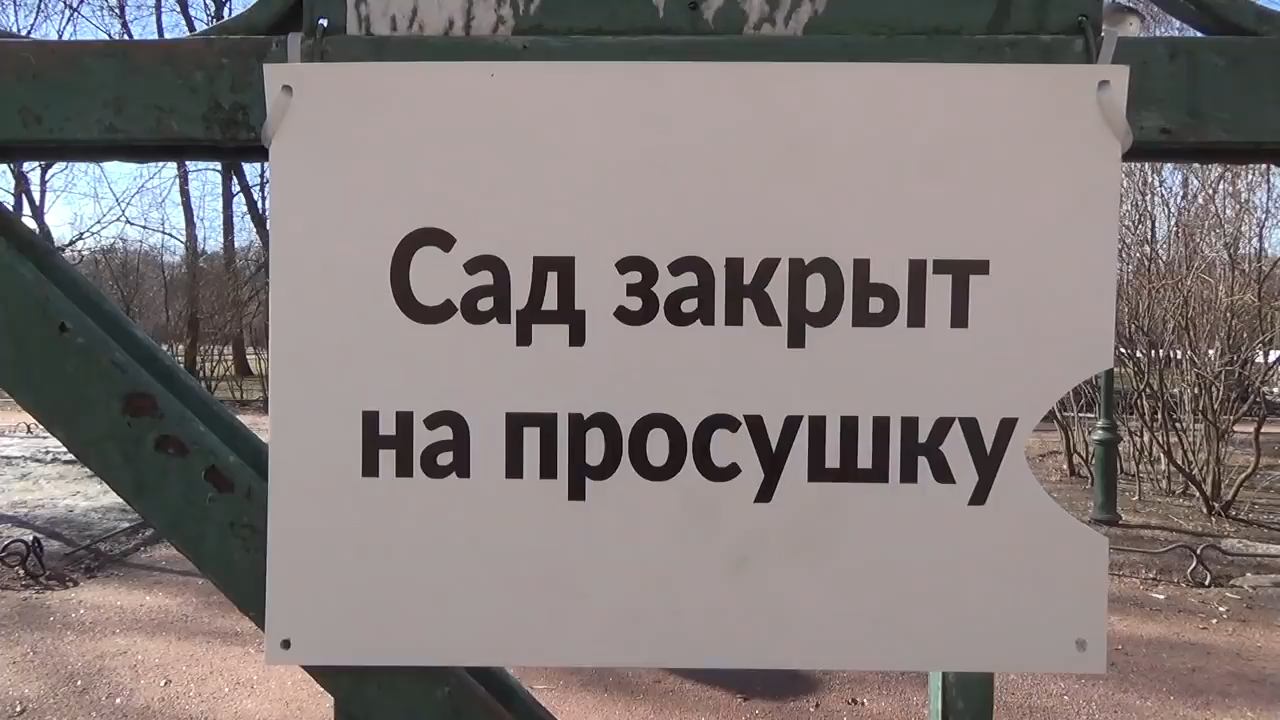 Сад закрыт
на просушку